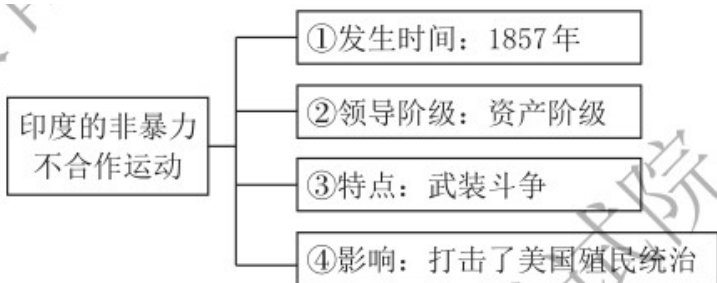 ①发生时间：1857年
②领导阶级：资产阶级
印度的非暴力
不合作运动
③特点：武装斗争
④影响：打击了美国殖民统治